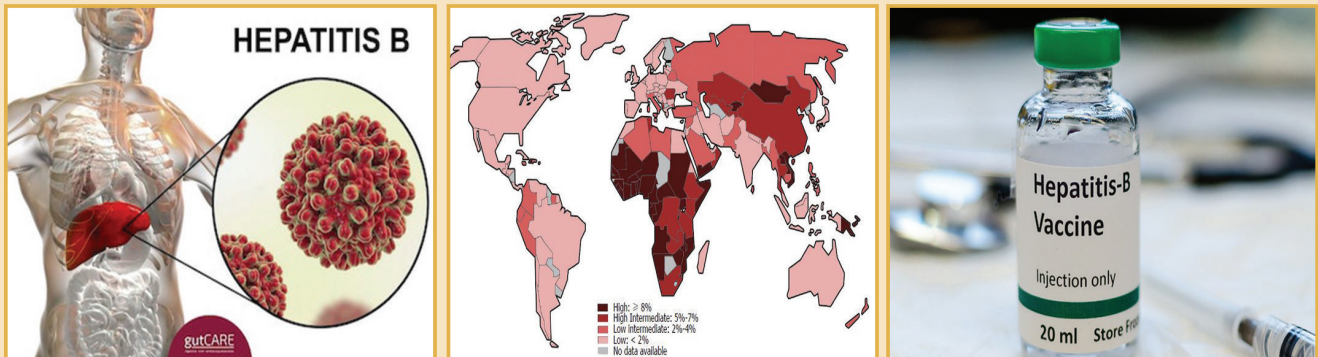 HEPATITIS B
gutCARE
High: ≥ 8%
High Intermediate: 5%-7%
Low intermediate: 2%-4%
Low: < 2%
No data available
Hepatitis-B
Vaccine
Injection only
20 ml Store